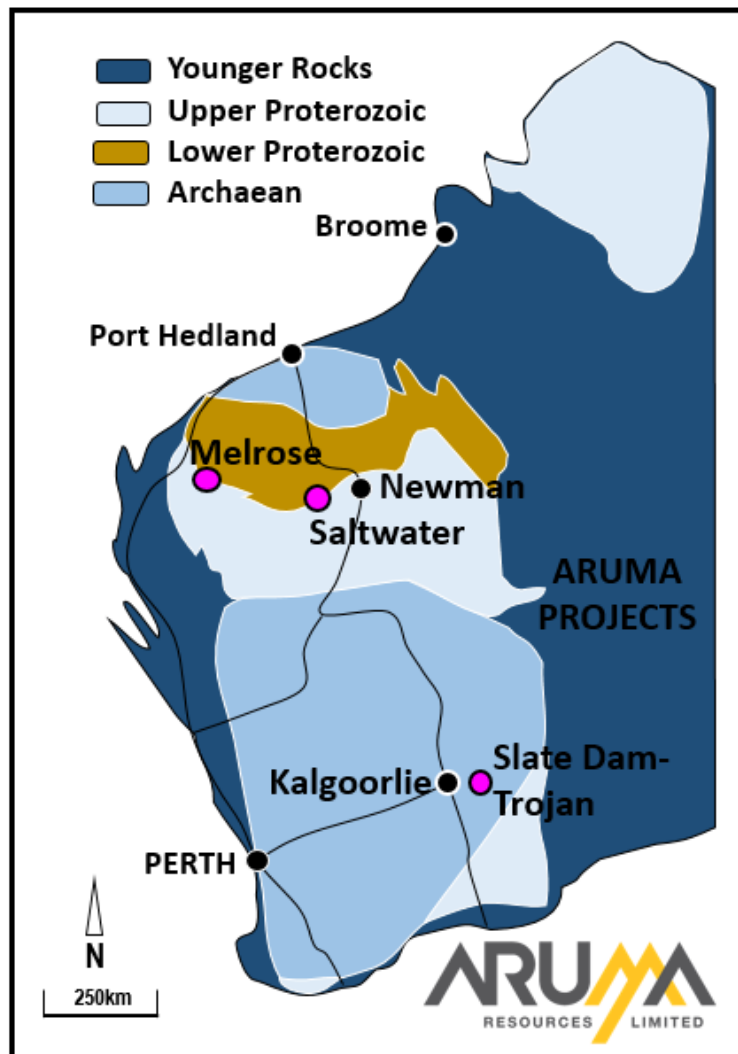 Younger Rocks
Upper Proterozoic
Lower Proterozoic
Archaean
Broome
Port Hedland
Melrose
Newman
Saltwater
ARUMA
PROJECTS
Kalgoorlie
Slate Dam-
Trojan
PERTH
N
250km
ARUMA
RESOURCES LIMITED